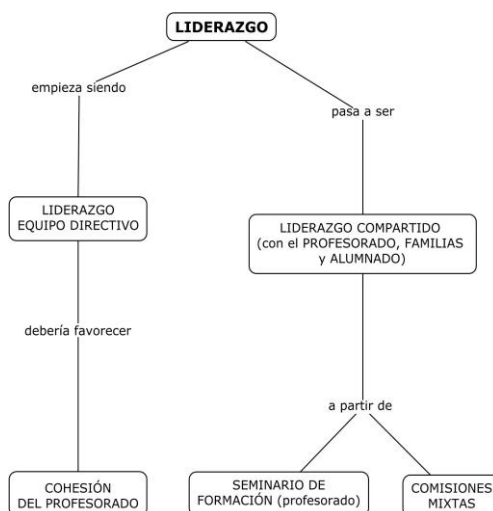 LIDERAZGO
empieza siendo
pasa a ser
LIDERAZGO
EQUIPO DIRECTIVO
LIDERAZGO COMPARTIDO
(con el PROFESORADO, FAMILIAS
y ALUMNADO)
debería favorecer
a partir de
COHESIÓN
DEL PROFESORADO
SEMINARIO DE
FORMACIÓN (profesorado)
COMISIONES
MIXTAS